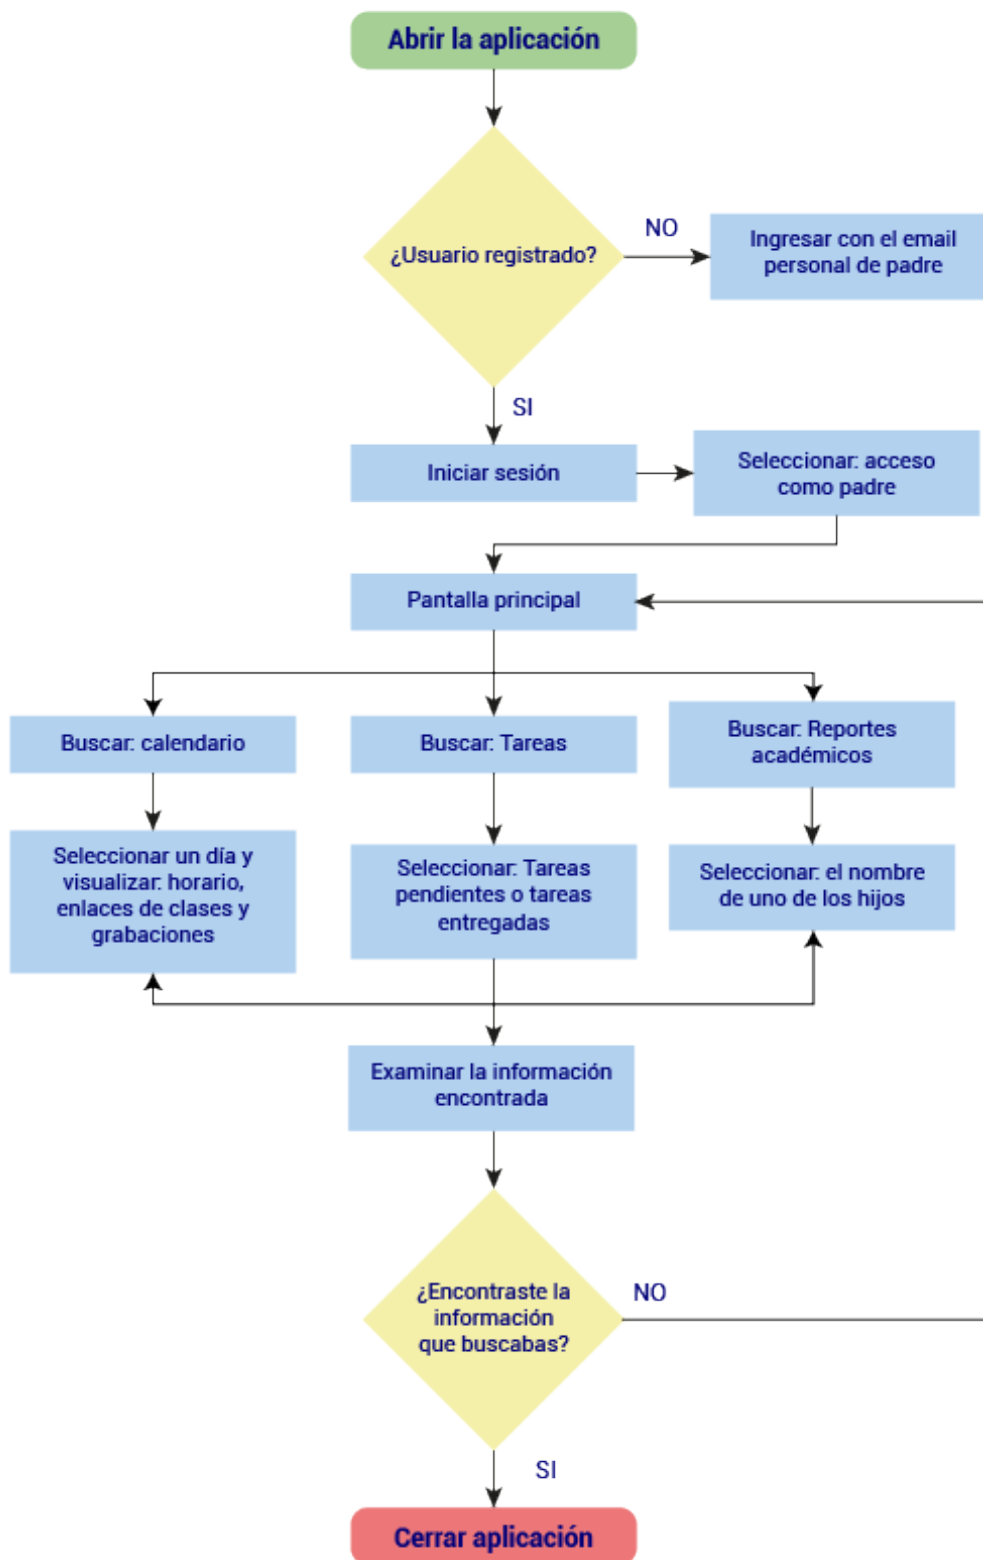 Abrir la aplicación
¿Usuario registrado?
NO
Ingresar con el email
personal de padre
SI
Iniciar sesión
Seleccionar: acceso
como padre
Pantalla principal
Buscar: calendario
Buscar: Tareas
Buscar: Reportes
académicos
Seleccionar un día y
visualizar: horario,
enlaces de clases y
grabaciones
Seleccionar: Tareas
pendientes o tareas
entregadas
Seleccionar: el nombre
de uno de los hijos
Examinar la información
encontrada
¿Encontraste la
información
que buscabas?
NO
SI
Cerrar aplicación